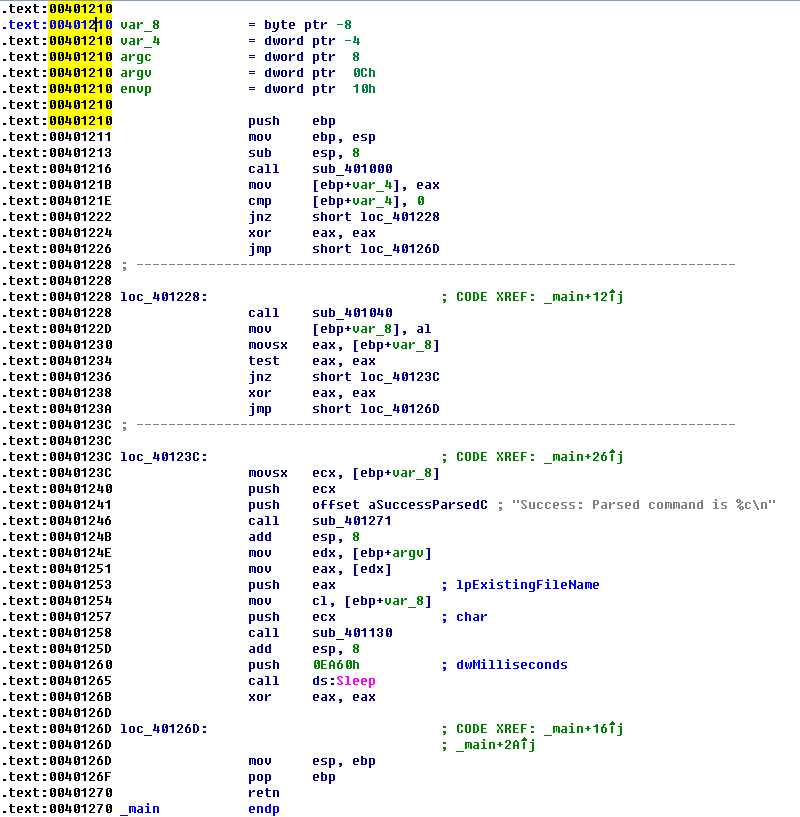 .text:00401210
.text:00401210 var_8           = byte ptr -8
.text:00401210 var_4           = dword ptr -4
.text:00401210 argc            = dword ptr  8
.text:00401210 argv            = dword ptr  0Ch
.text:00401210 envp            = dword ptr  10h
.text:00401210
.text:00401210                 push    ebp
.text:00401211                 mov     ebp, esp
.text:00401213                 sub     esp, 8
.text:00401216                 call    sub_401000
.text:0040121B                 mov     [ebp+var_4], eax
.text:0040121E                 cmp     [ebp+var_4], 0
.text:00401222                 jnz     short loc_401228
.text:00401224                 xor     eax, eax
.text:00401226                 jmp     short loc_40126D
.text:00401228 ; ---------------------------------------------------------------------------
.text:00401228
.text:00401228 loc_401228:                             ; CODE XREF: _main+12↑j
.text:00401228                 call    sub_401040
.text:0040122D                 mov     [ebp+var_8], al
.text:00401230                 movsx   eax, [ebp+var_8]
.text:00401234                 test    eax, eax
.text:00401236                 jnz     short loc_40123C
.text:00401238                 xor     eax, eax
.text:0040123A                 jmp     short loc_40126D
.text:0040123C ; ---------------------------------------------------------------------------
.text:0040123C
.text:0040123C loc_40123C:                             ; CODE XREF: _main+26↑j
.text:0040123C                 movsx   ecx, [ebp+var_8]
.text:00401240                 push    ecx
.text:00401241                 push    offset aSuccessParsedC ; "Success: Parsed command is %c\n"
.text:00401246                 call    sub_401271
.text:0040124B                 add     esp, 8
.text:0040124E                 mov     edx, [ebp+argv]
.text:00401251                 mov     eax, [edx]
.text:00401253                 push    eax             ; lpExistingFileName
.text:00401254                 mov     cl, [ebp+var_8]
.text:00401257                 push    ecx             ; char
.text:00401258                 call    sub_401130
.text:0040125D                 add     esp, 8
.text:00401260                 push    0EA60h          ; dwMilliseconds
.text:00401265                 call    ds:Sleep
.text:0040126B                 xor     eax, eax
.text:0040126D
.text:0040126D loc_40126D:                             ; CODE XREF: _main+16↑j
.text:0040126D                                         ; _main+2A↑j
.text:0040126D                 mov     esp, ebp
.text:0040126F                 pop     ebp
.text:00401270                 retn
.text:00401270 _main           endp